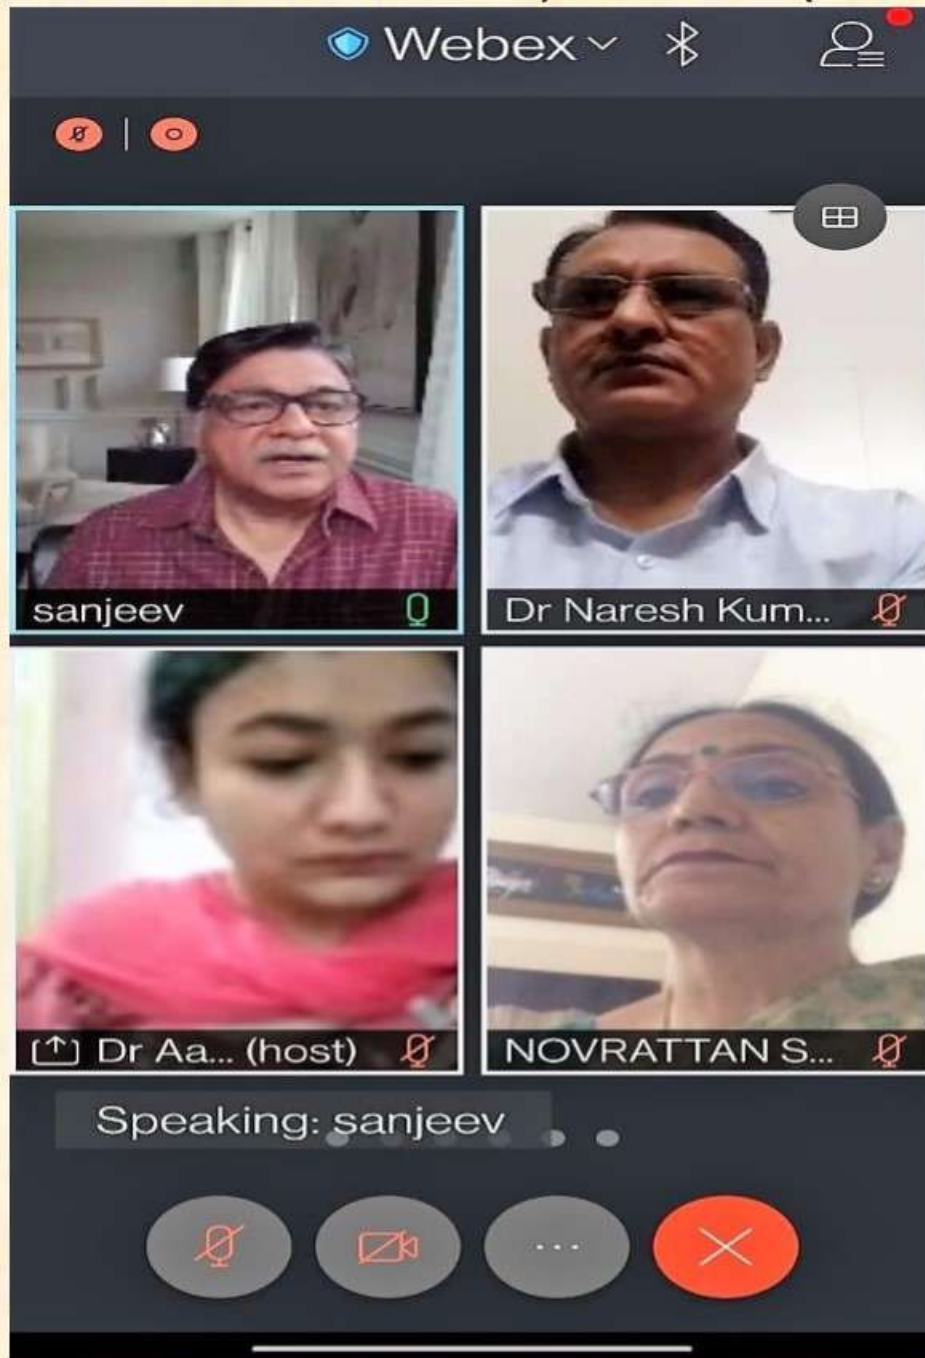 Webex
sanjeev
Dr Naresh Kum...
Dr Aa... (host)
NOVRATTAN S...
Speaking: sanjeev